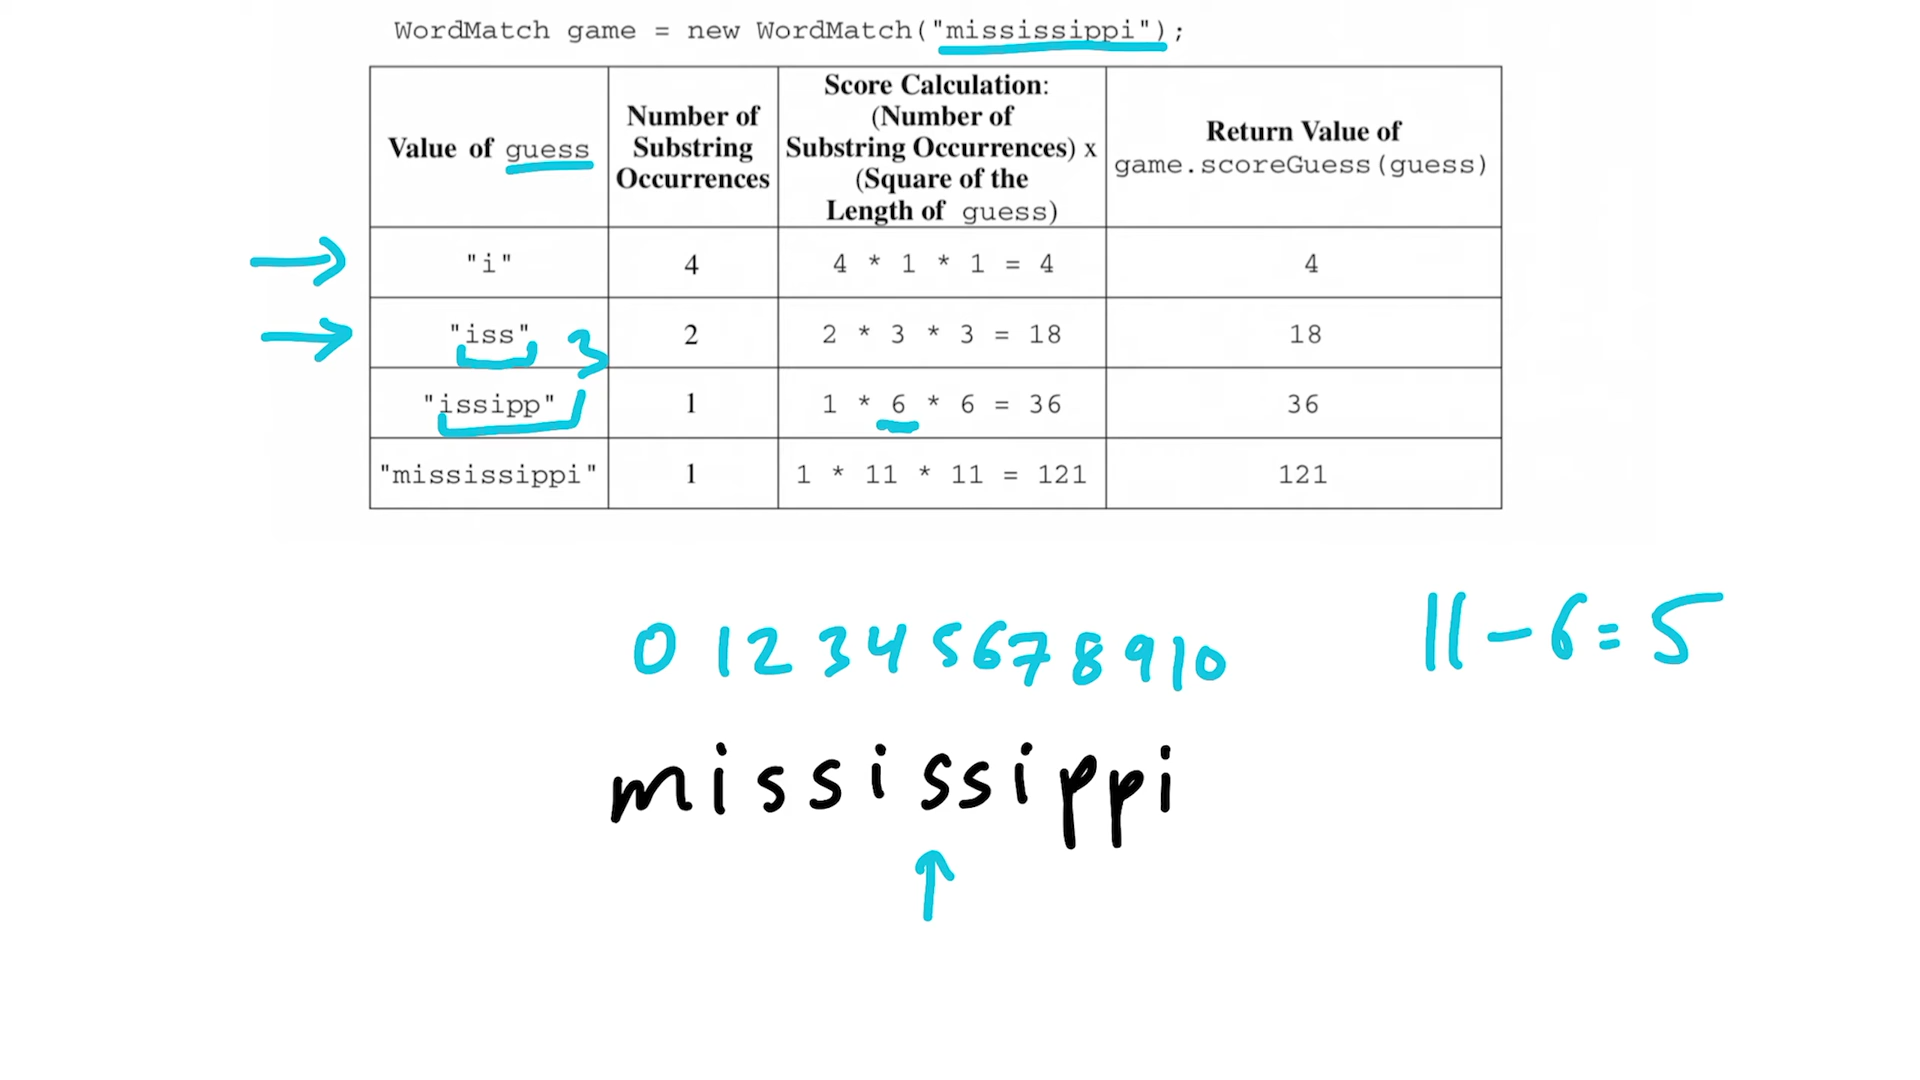 WordMatch game = new WordMatch("mississippi");
Value of guess
Number of
Substring
Occurrences
Score Calculation:
(Number of
Substring Occurrences) x
(Square of the
Length of guess)
Return Value of
game.scoreGuess(guess)
"i" 4 4 * 1 * 1 = 4 4
"iss" 3 2 2 * 3 * 3 = 18 18
"issipp" 1 1 * 6 * 6 = 36 36
"mississippi" 1 1 * 11 * 11 = 121 121
0 1 2 3 4 5 6 7 8 9 10
11 - 6 = 5
mississippi